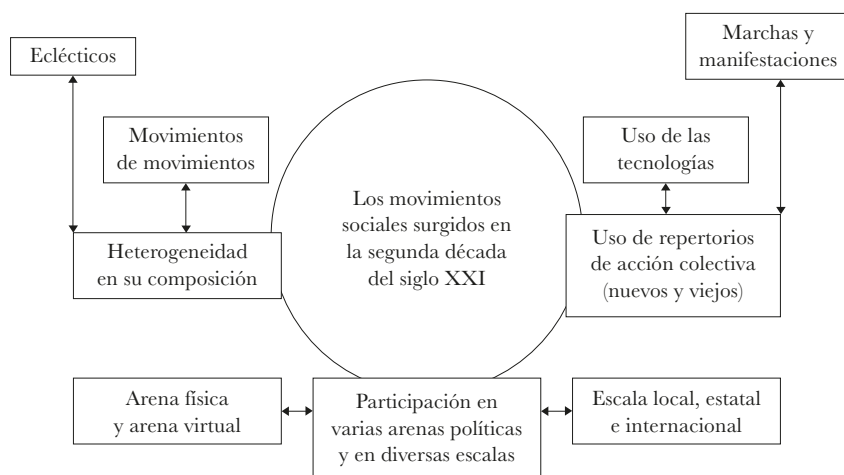 Eclécticos
Marchas y
manifestaciones
Movimientos
de movimientos
Uso de las
tecnologías
Los movimientos
sociales surgidos en
la segunda década
del siglo XXI
Heterogeneidad
en su composición
Uso de repertorios
de acción colectiva
(nuevos y viejos)
Arena física
y arena virtual
Participación en
varias arenas políticas
y en diversas escalas
Escala local, estatal
e internacional